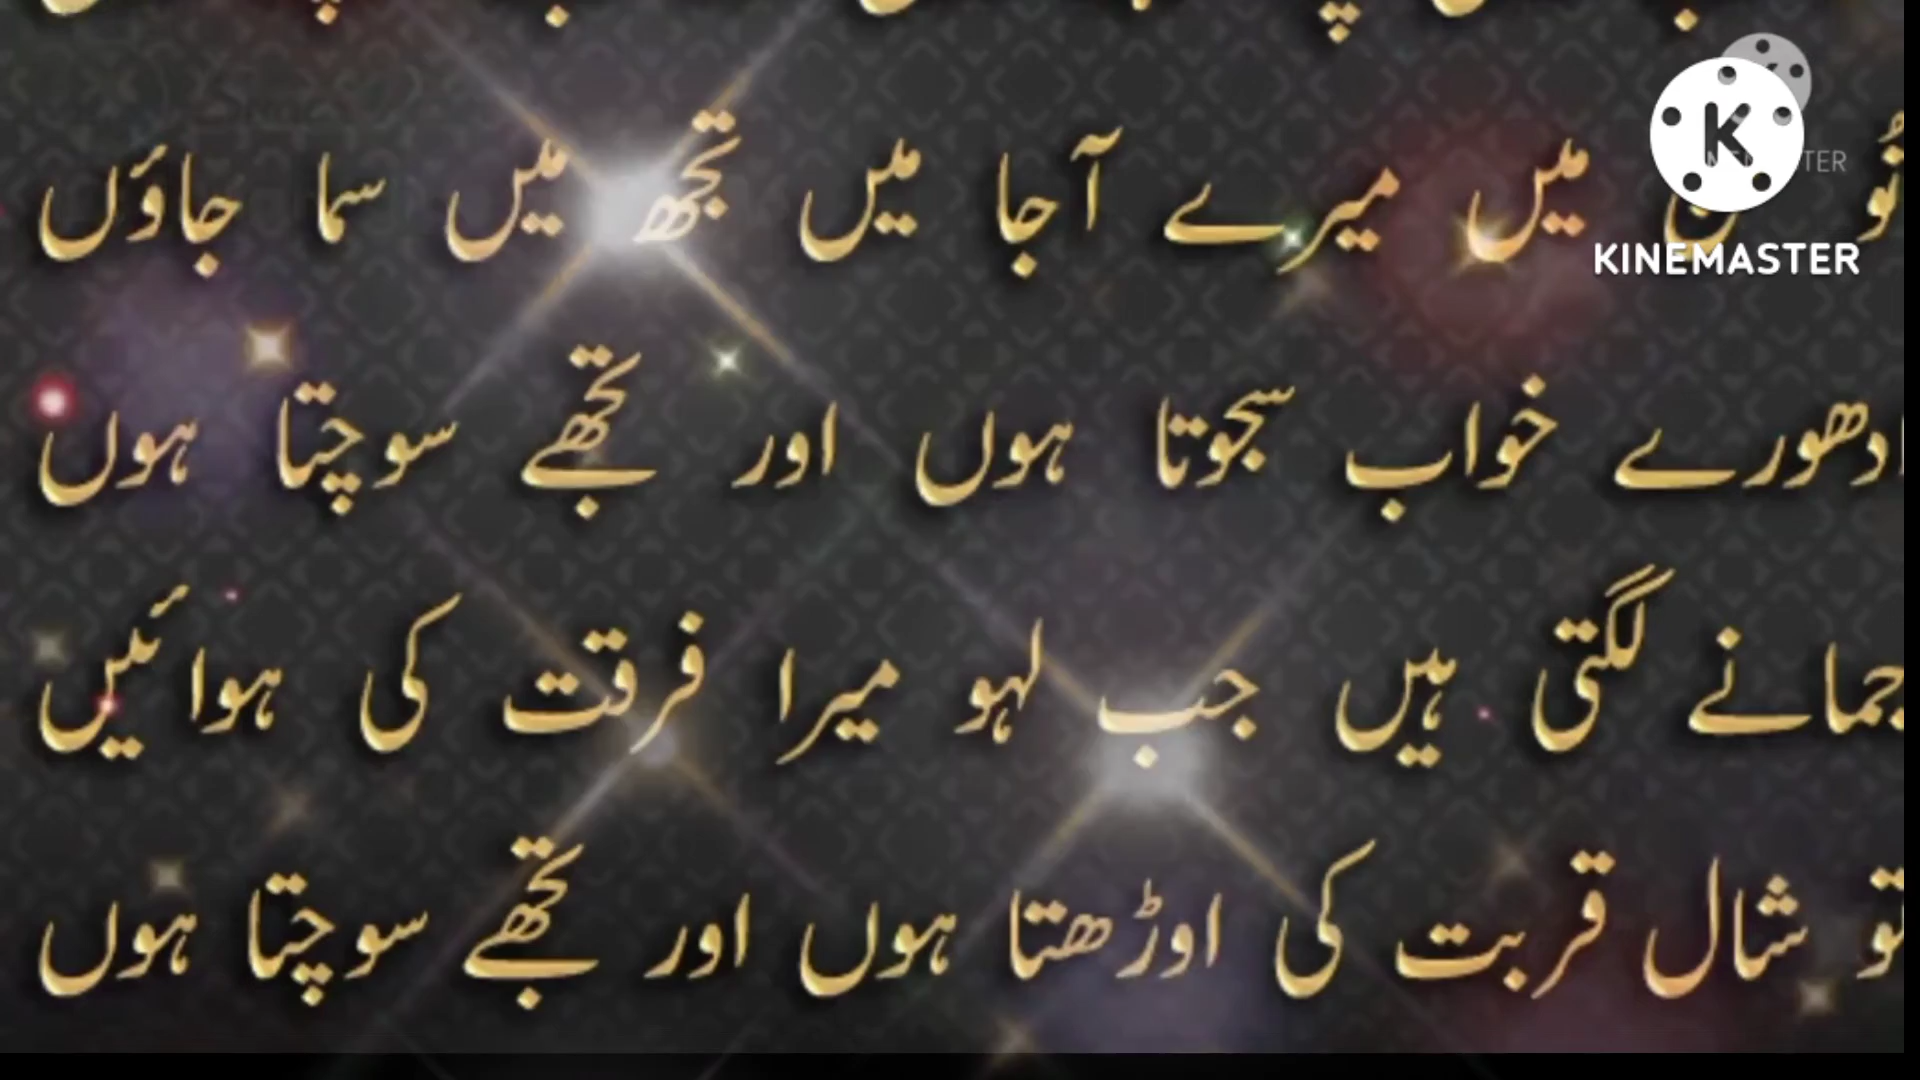 نُو میں میرے آجا میں تجھ میں سما جاؤں
ادھورے خواب سجوتا ہوں اور تجھے سوچتا ہوں
جمانے لگتی ہیں جب لہو میرا فرقت کی ہوائیں
تو شال قربت کی اوڑھتا ہوں اور تجھے سوچتا ہوں
KINEMASTER